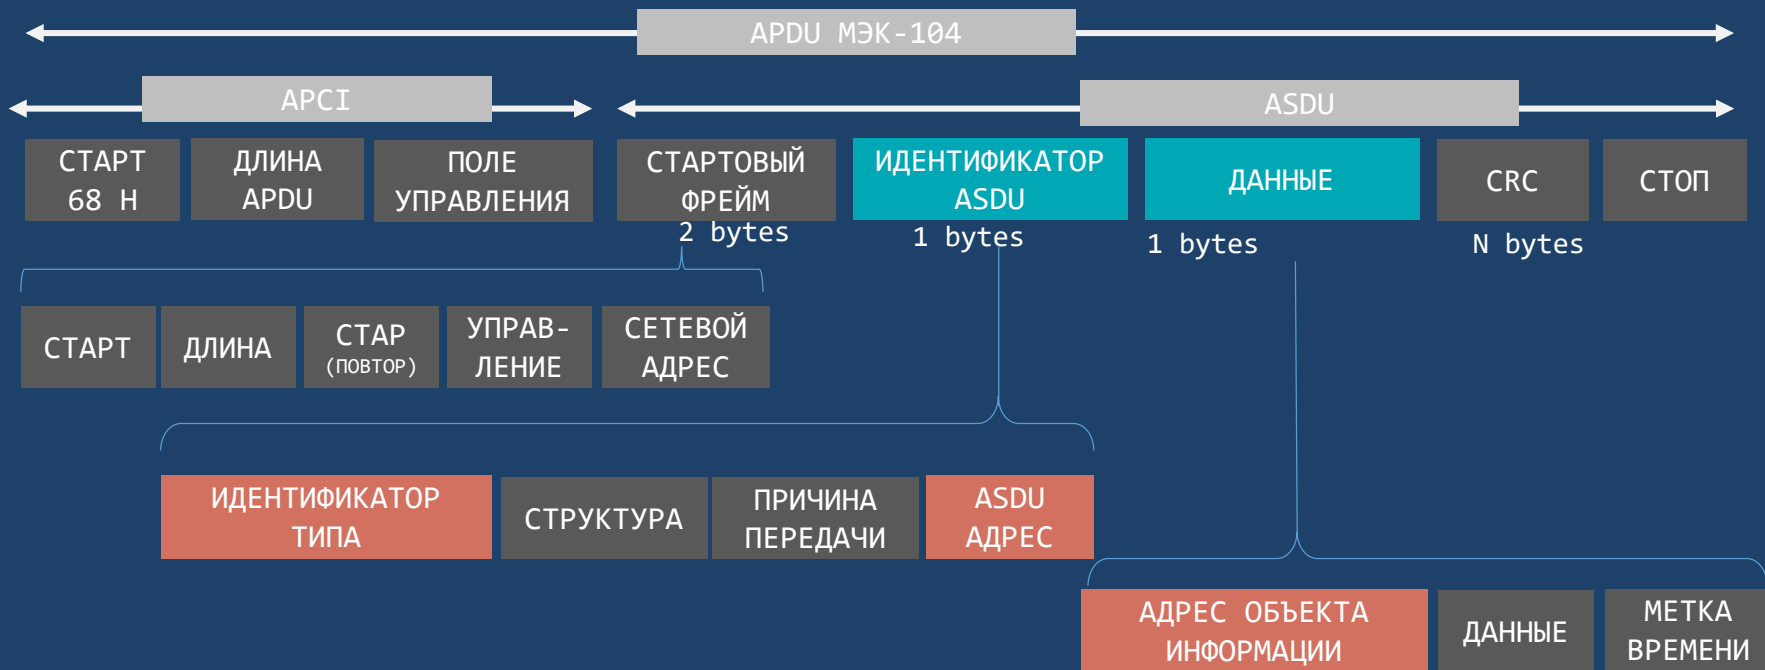 APDU МЭК-104
APCI
ASDU
СТАРТ
68 H
ДЛИНА
APDU
ПОЛЕ
УПРАВЛЕНИЯ
СТАРТОВЫЙ
ФРЕЙМ
ИДЕНТИФИКАТОР
ASDU
ДАННЫЕ
CRC
СТОП
2 bytes
1 bytes
1 bytes
N bytes
СТАРТ
ДЛИНА
СТАР
(ПОВТОР)
УПРАВ-
ЛЕНИЕ
СЕТЕВОЙ
АДРЕС
ИДЕНТИФИКАТОР
ТИПА
СТРУКТУРА
ПРИЧИНА
ПЕРЕДАЧИ
ASDU
АДРЕС
АДРЕС ОБЪЕКТА
ИНФОРМАЦИИ
ДАННЫЕ
МЕТКА
ВРЕМЕНИ